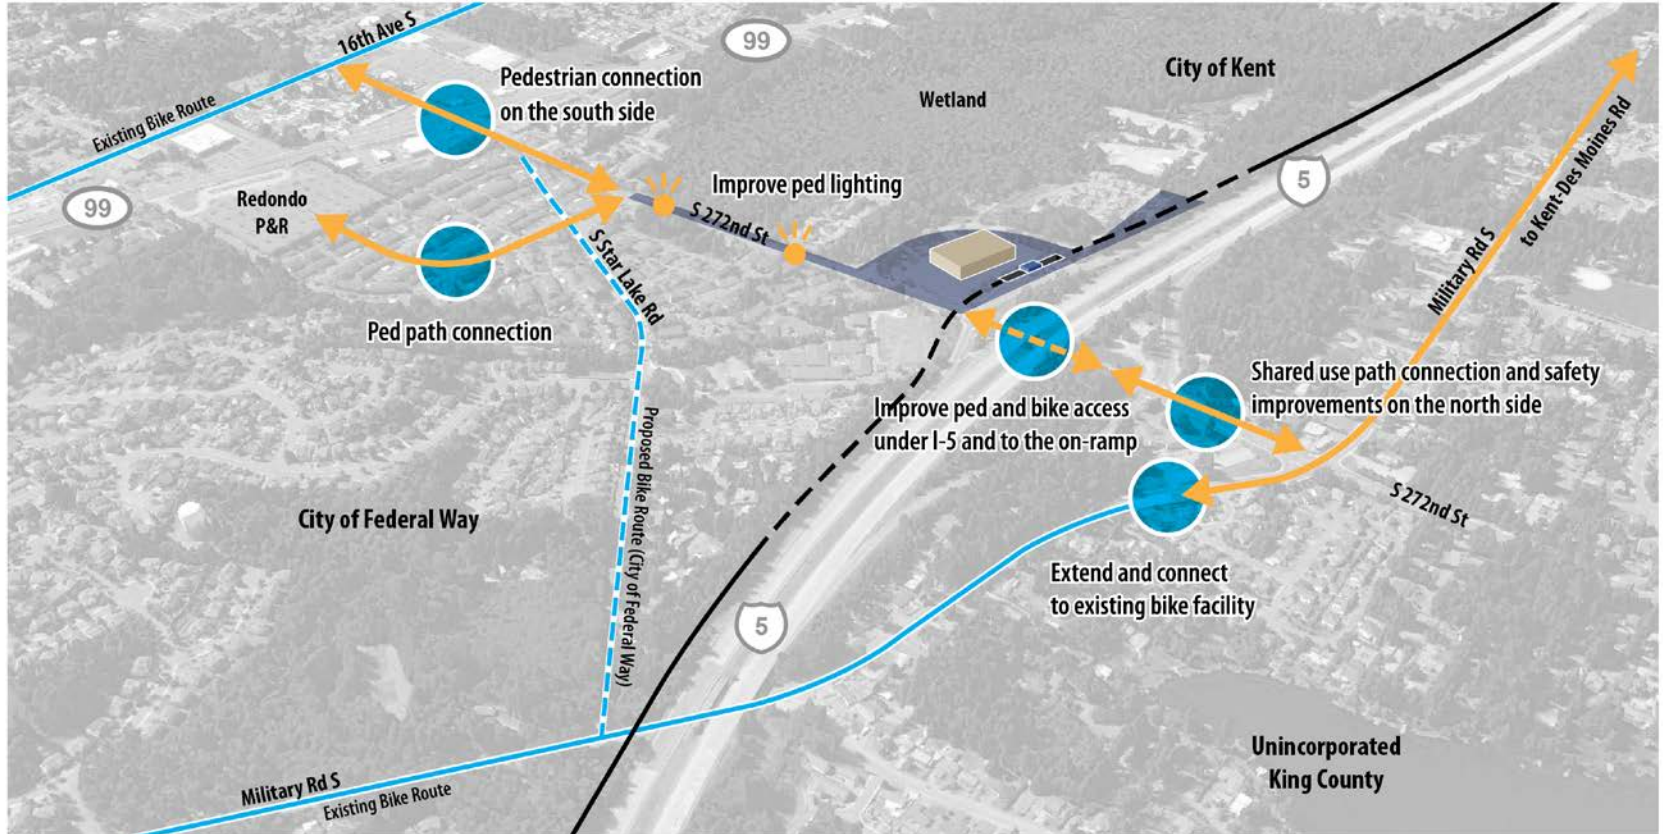 16th Ave S
Existing Bike Route
99
99
Pedestrian connection
on the south side
Wetland
City of Kent
5
to Kent-Des Moines Rd
Military Rd S
Redondo
P&R
Improve ped lighting
S 272nd St
S Star Lake Rd
Ped path connection
Shared use path connection and safety
improvements on the north side
Improve ped and bike access
under I-5 and to the on-ramp
Proposed Bike Route (City of Federal Way)
City of Federal Way
S 272nd St
Extend and connect
to existing bike facility
5
Unincorporated
King County
Military Rd S
Existing Bike Route